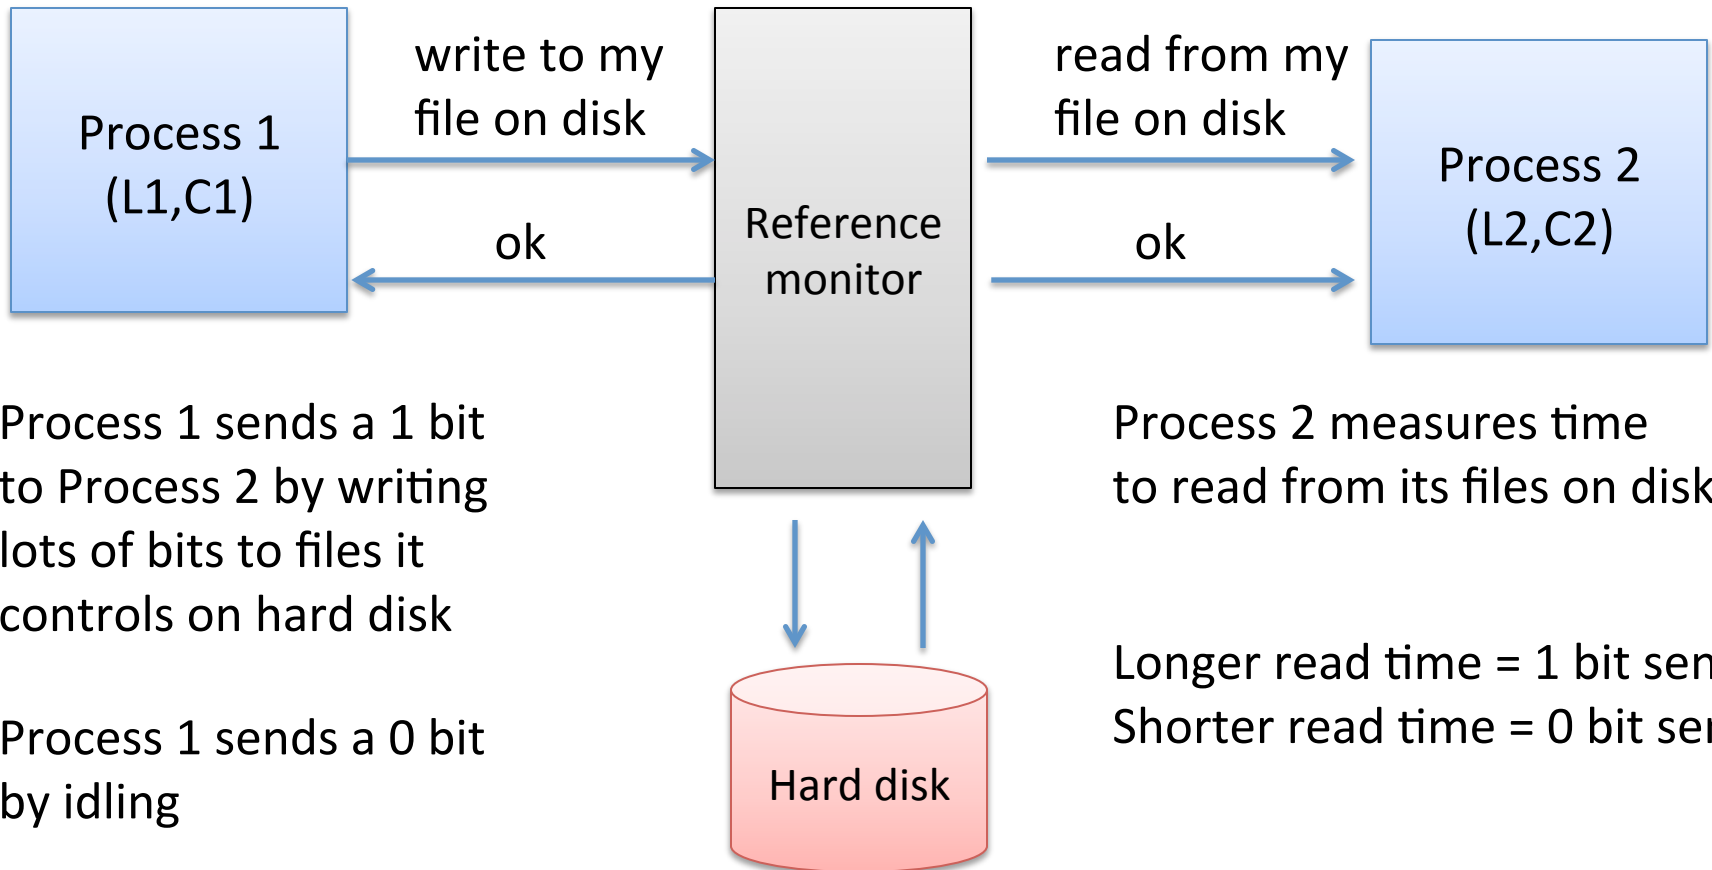 Process 1
(L1,C1)
write to my
file on disk
ok
Reference
monitor
read from my
file on disk
ok
Process 2
(L2,C2)
Process 1 sends a 1 bit
to Process 2 by writing
lots of bits to files it
controls on hard disk
Process 1 sends a 0 bit
by idling
Hard disk
Process 2 measures time
to read from its files on disk
Longer read time = 1 bit
Shorter read time = 0 bit